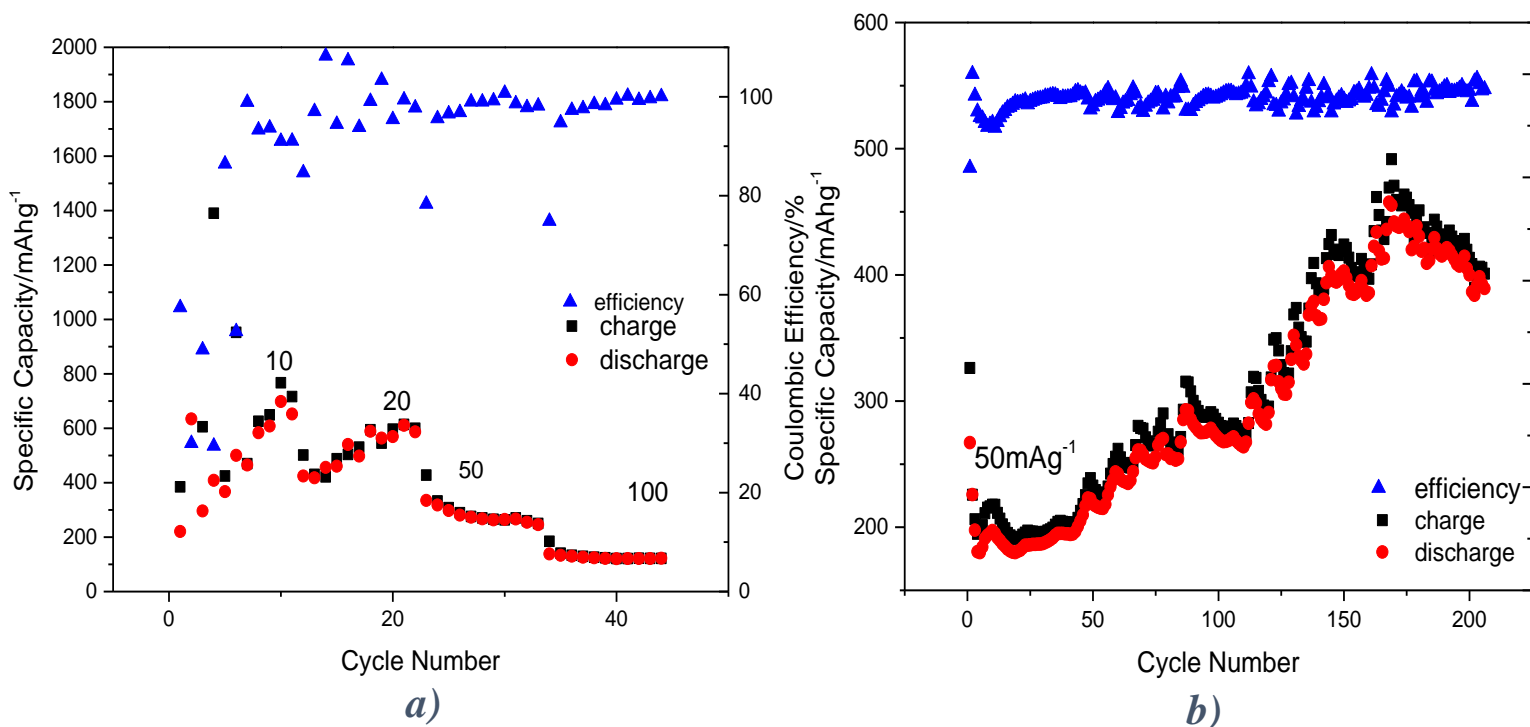 2000
1800
1600
1400
1200
1000
800
600
400
200
0
Specific Capacity/mAhg-1
100
80
60
40
20
0
Coulombic Efficiency/%
efficiency
charge
discharge
10
20
50
100
0
20
40
Cycle Number
a)
600
500
400
300
200
Specific Capacity/mAhg-1
50mAg-1
efficiency
charge
discharge
0
50
100
150
200
Cycle Number
b)